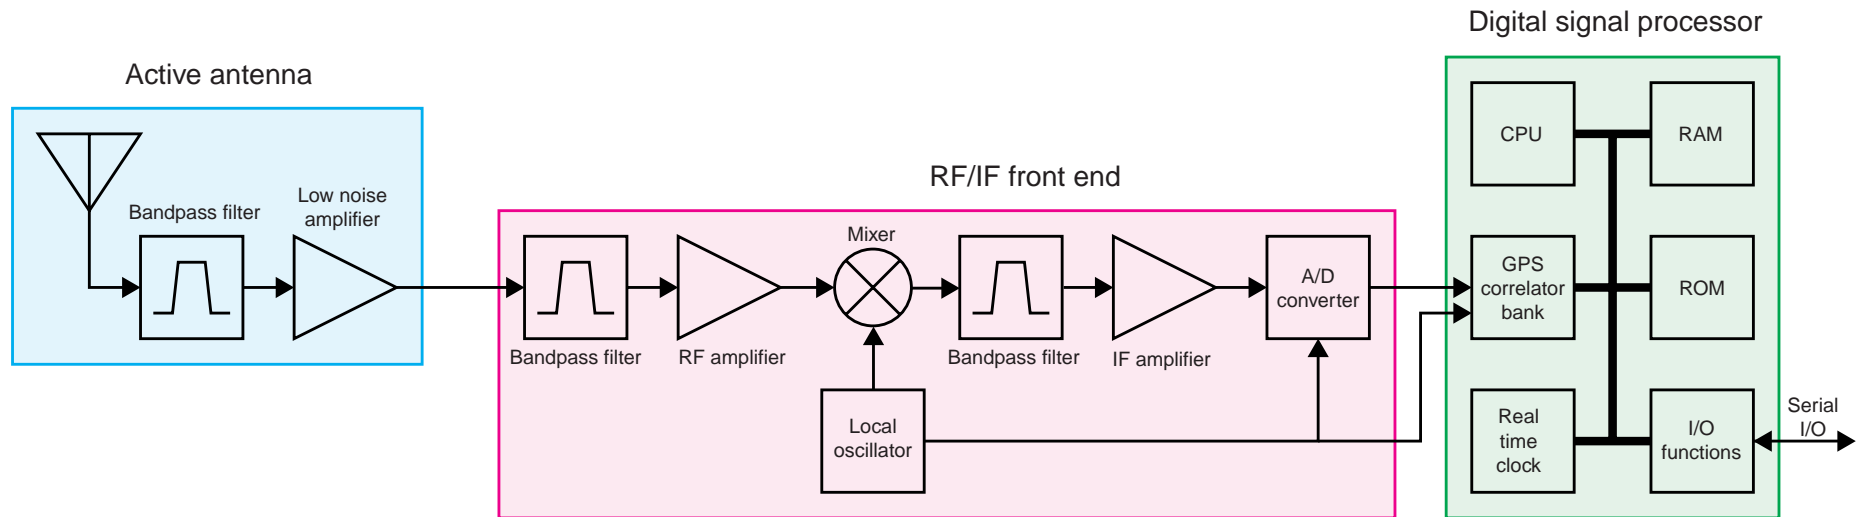 Digital signal processor
Active antenna
RF/IF front end
Bandpass filter
Low noise
amplifier
Bandpass filter
RF amplifier
Mixer
Bandpass filter
IF amplifier
A/D
converter
Local
oscillator
CPU
RAM
GPS
correlator
bank
ROM
Real
time
clock
I/O
functions
Serial
I/O